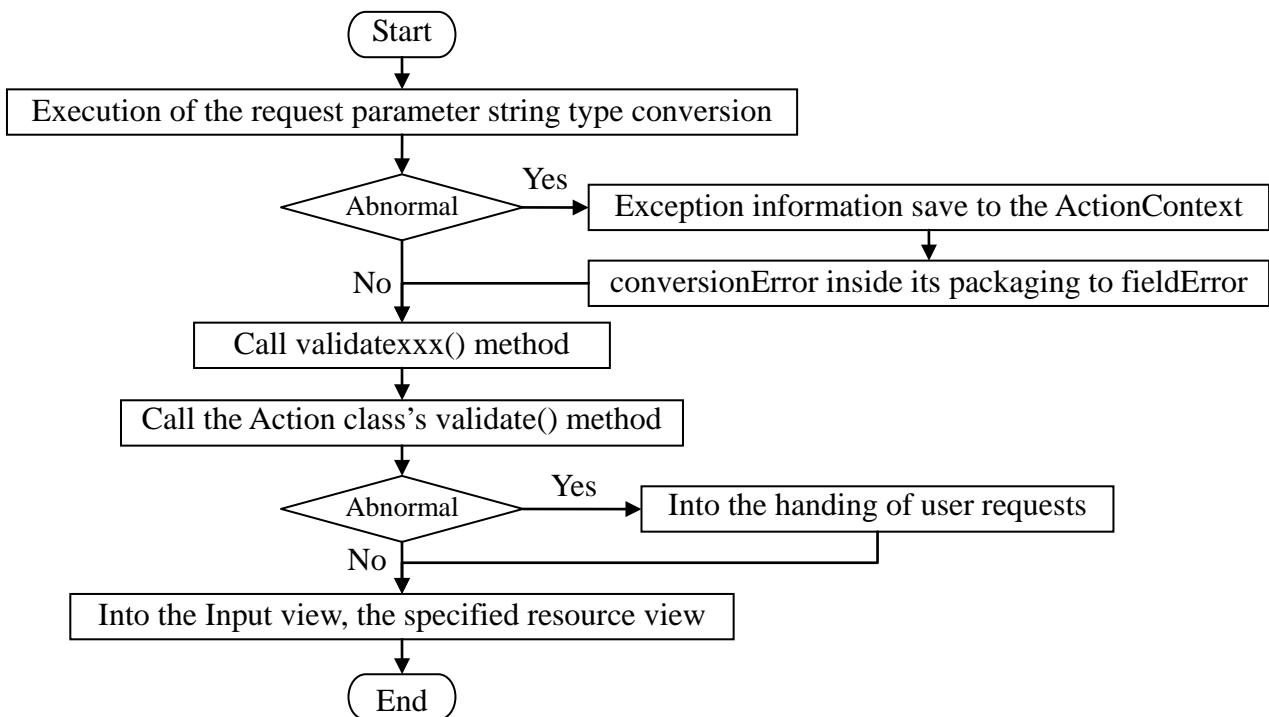 Start
Execution of the request parameter string type conversion
Abnormal
Yes
Exception information save to the ActionContext
No
conversionError inside its packaging to fieldError
Call validatexxx() method
Call the Action class’s validate() method
Abnormal
Yes
Into the handing of user requests
No
Into the Input view, the specified resource view
End